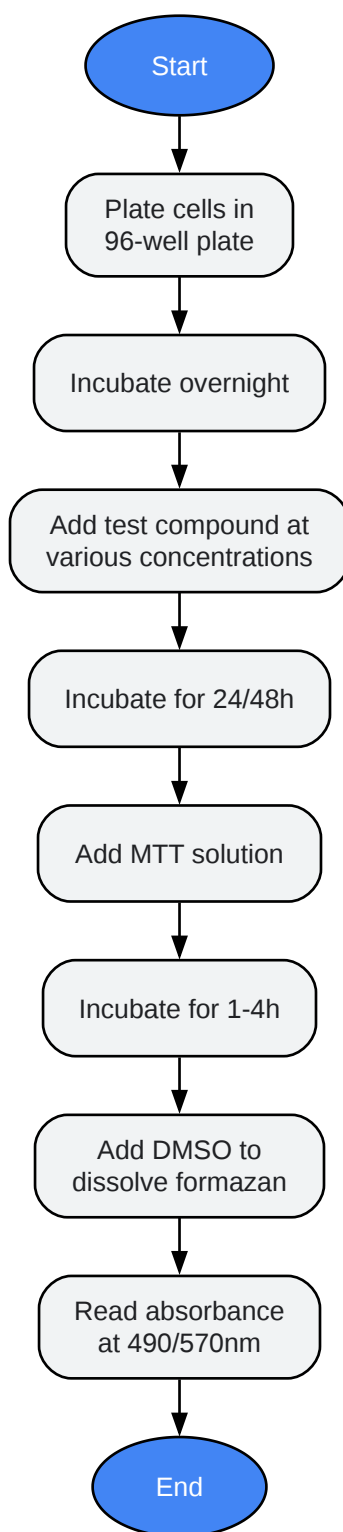 Start
Plate cells in
96-well plate
Incubate overnight
Add test compound at
various concentrations
Incubate for 24/48h
Add MTT solution
Incubate for 1-4h
Add DMSO to
dissolve formazan
Read absorbance
at 490/570nm
End